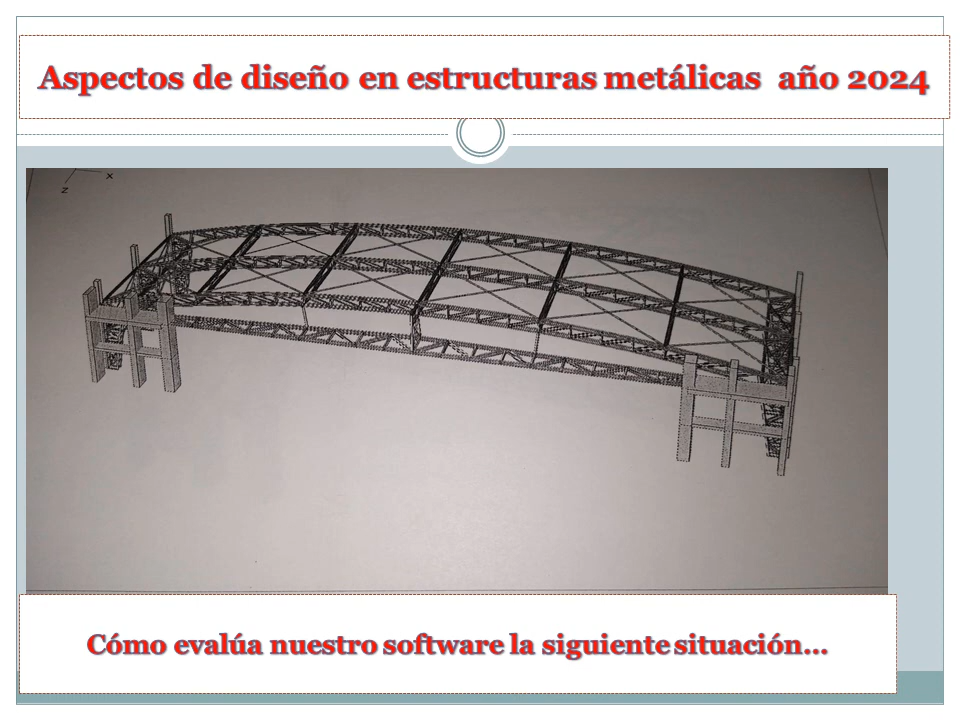 Aspectos de diseño en estructuras metálicas año 2024
z x
Cómo evalúa nuestro software la siguiente situación...